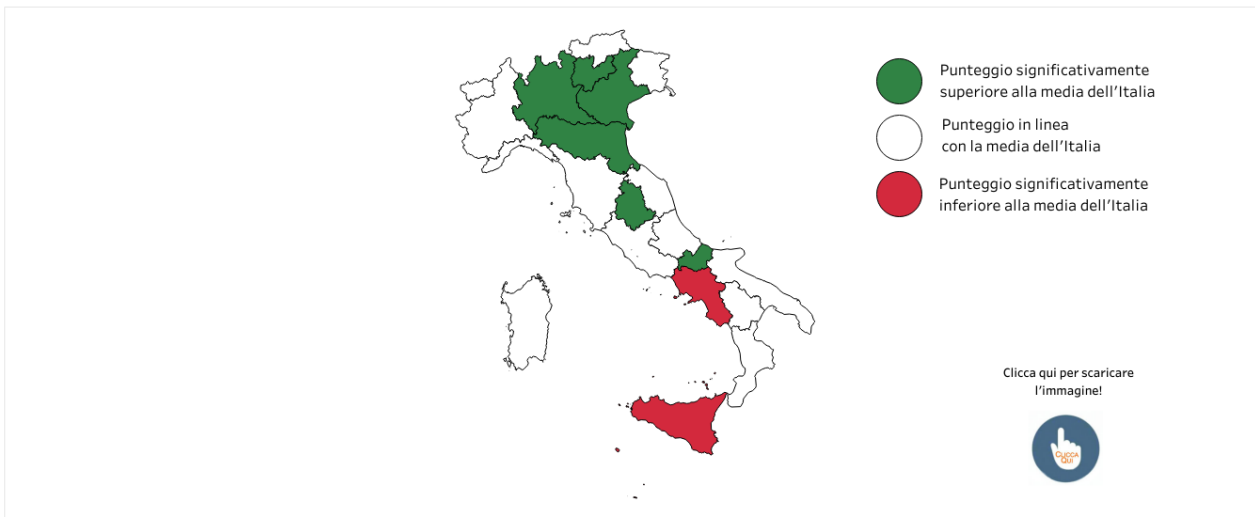 Punteggio significativamente
superiore alla media dell'Italia
Punteggio in linea
con la media dell'Italia
Punteggio significativamente
inferiore alla media dell'Italia
Clicca qui per scaricare
l'immagine!
CLICCA
QUI